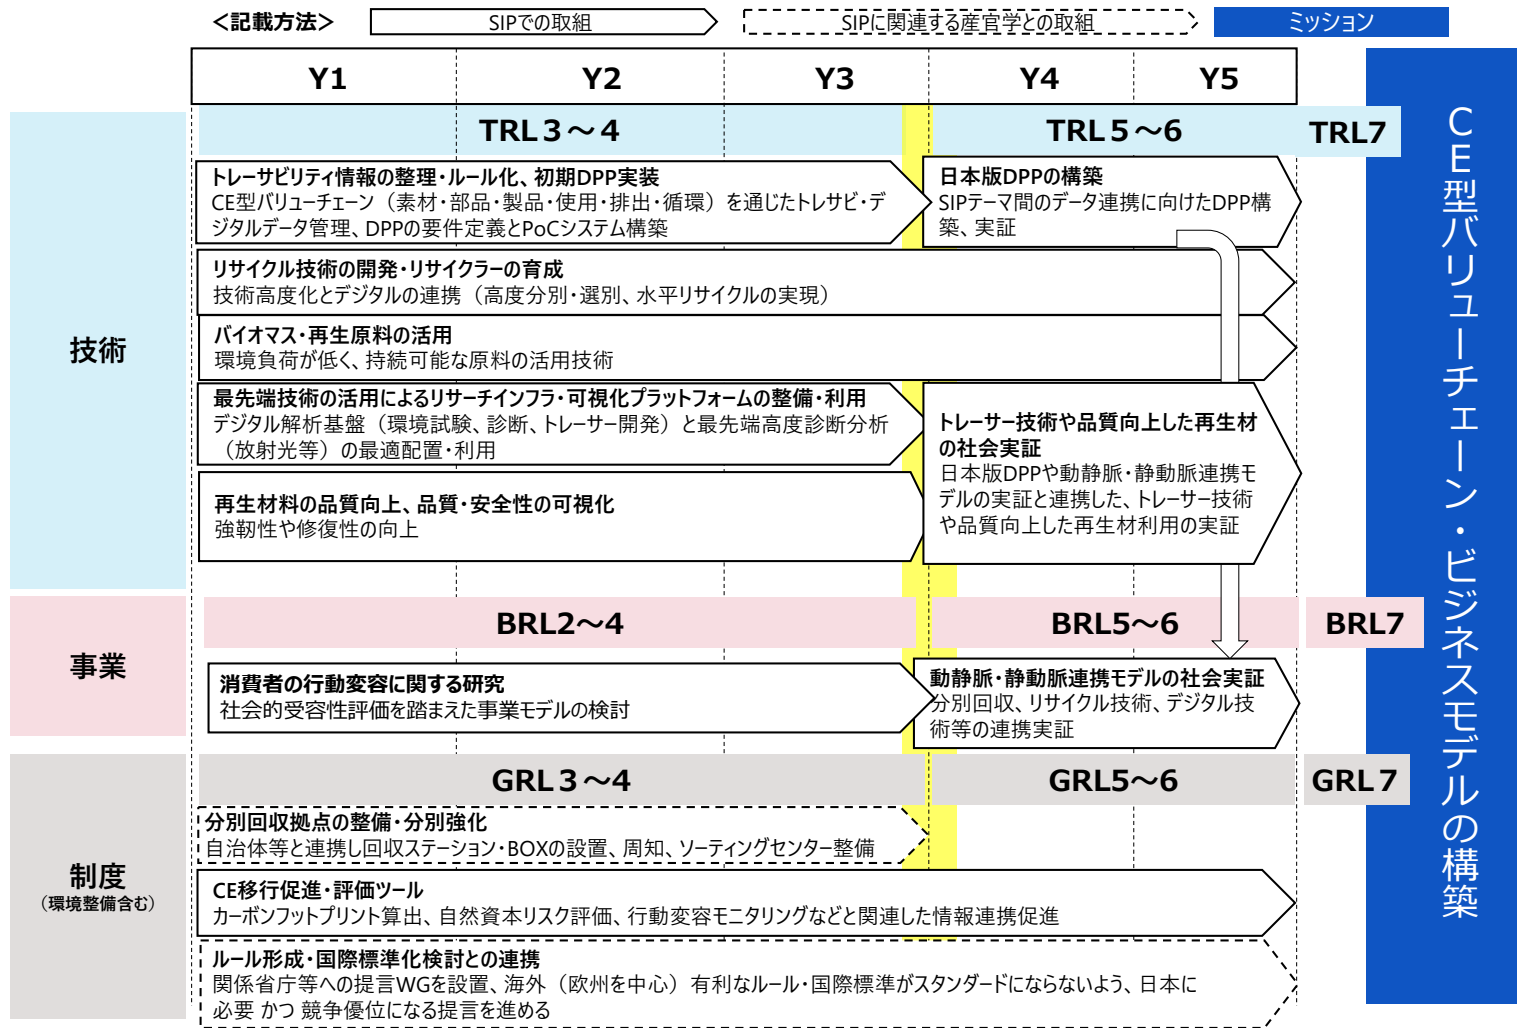 <記載方法>
SIPでの取組
SIPに関連する産官学との取組
ミッション
Y1
Y2
Y3
Y4
Y5
技術
TRL３～４
TRL５～6
TRL7
トレーサビリティ情報の整理・ルール化、初期DPP実装
CE型バリューチェーン（素材・部品・製品・使用・排出・循環）を通じたトレサビ・デ
ジタルデータ管理、DPPの要件定義とPoCシステム構築
日本版DPPの構築
SIPテーマ間のデータ連携に向けたDPP構
築、実証
リサイクル技術の開発・リサイクラーの育成
技術高度化とデジタルの連携（高度分別・選別、水平リサイクルの実現）
バイオマス・再生原料の活用
環境負荷が低く、持続可能な原料の活用技術
最先端技術の活用によるリサーチインフラ・可視化プラットフォームの整備・利用
デジタル解析基盤（環境試験、診断、トレーサー開発）と最先端高度診断分析
（放射光等）の最適配置・利用
再生材料の品質向上、品質・安全性の可視化
強靭性や修復性の向上
トレーサー技術や品質向上した再生材
の社会実証
日本版DPPや動静脈・静動脈連携モ
デルの実証と連携した、トレーサー技術
や品質向上した再生材利用の実証
事業
BRL2～4
BRL5～6
BRL7
消費者の行動変容に関する研究
社会的受容性評価を踏まえた事業モデルの検討
動静脈・静動脈連携モデルの社会実証
分別回収、リサイクル技術、デジタル技
術等の連携実証
制度
（環境整備含む）
GRL３～4
GRL5～6
GRL7
分別回収拠点の整備・分別強化
自治体等と連携し回収ステーション・BOXの設置、周知、ソーティングセンター整備
CE移行促進・評価ツール
カーボンフットプリント算出、自然資本リスク評価、行動変容モニタリングなどと関連した情報連携促進
ルール形成・国際標準化検討との連携
関係省庁等への提言WGを設置、海外（欧州を中心）有利なルール・国際標準がスタンダードにならないよう、日本に
必要 かつ 競争優位になる提言を進める
ＣＥ型バリューチェーン・ビジネスモデルの構築